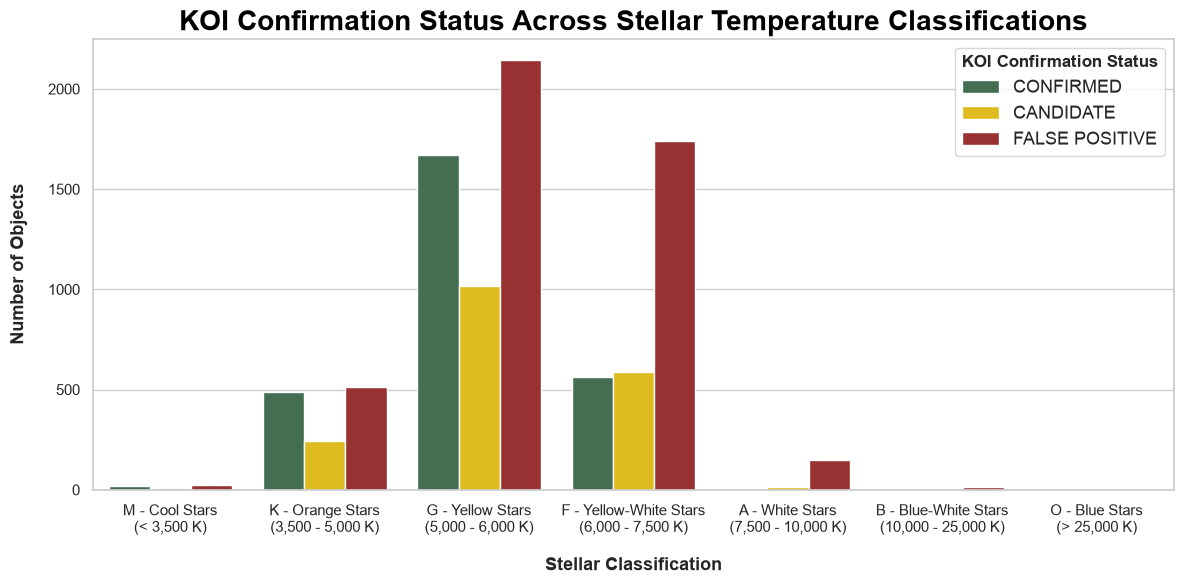 KOI Confirmation Status Across Stellar Temperature Classifications
KOI Confirmation Status
CONFIRMED
CANDIDATE
FALSE POSITIVE
Number of Objects
2000
1500
1000
500
0
M - Cool Stars
(< 3,500 K)
K - Orange Stars
(3,500 - 5,000 K)
G - Yellow Stars
(5,000 - 6,000 K)
F - Yellow-White Stars
(6,000 - 7,500 K)
A - White Stars
(7,500 - 10,000 K)
B - Blue-White Stars
(10,000 - 25,000 K)
O - Blue Stars
(> 25,000 K)
Stellar Classification